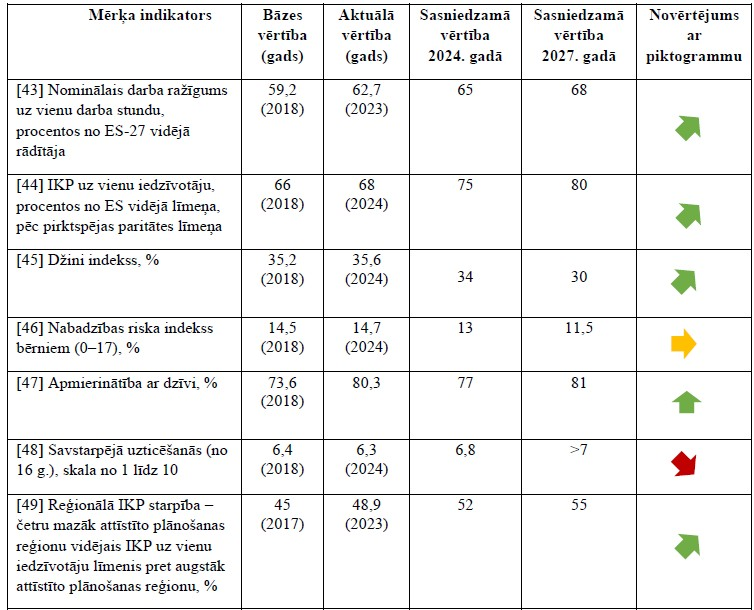 Mērķa indikators
Bāzes
vērtība
(gads)
Aktuālā
vērtība
(gads)
Sasniedzamā
vērtība
2024. gadā
Sasniedzamā
vērtība
2027. gadā
Novērtējums
ar
piktogrammu
[43] Nominālais darba ražīgums
uz vienu darba stundu,
procentos no ES-27 vidējā
rādītāja
59,2
(2018)
62,7
(2023)
65
68
[44] IKP uz vienu iedzīvotāju,
procentos no ES vidējā līmeņa,
pēc pirktspējas paritātes līmeņa
66
(2018)
68
(2024)
75
80
[45] Džini indekss, %
35,2
(2018)
35,6
(2024)
34
30
[46] Nabadzības riska indekss
bērniem (0–17), %
14,5
(2018)
14,7
(2024)
13
11,5
[47] Apmierinātība ar dzīvi, %
73,6
(2018)
80,3
77
81
[48] Savstarpējā uzticēšanās (no
16 g.), skala no 1 līdz 10
6,4
(2018)
6,3
(2024)
6,8
>7
[49] Reģionālā IKP starpība –
četru mazāk attīstīto plānošanas
reģionu vidējais IKP uz vienu
iedzīvotāju līmenis pret augstāk
attīstīto plānošanas reģionu, %
45
(2017)
48,9
(2023)
52
55